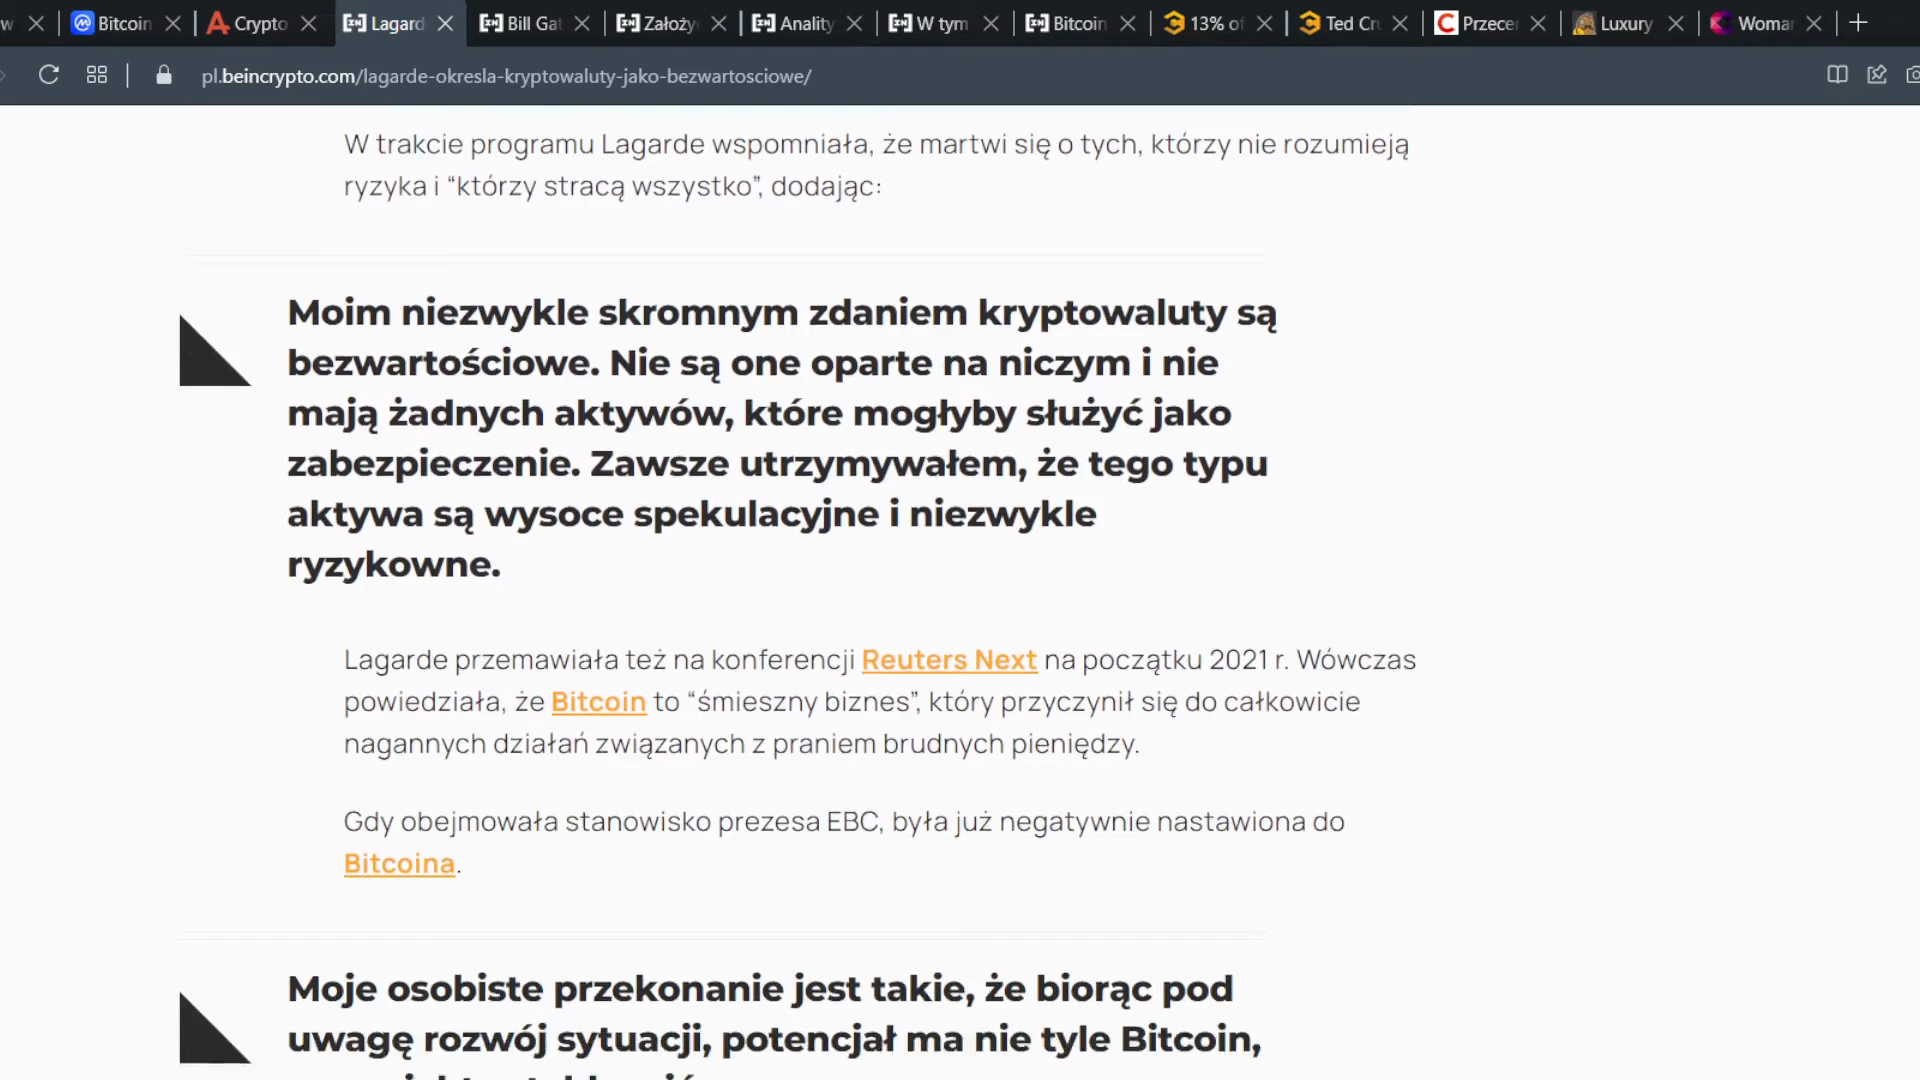 w Bitcoin Crypto Lagard Bill Gat Założy Anality W tym Bitcoin 13% of Ted Cru Przecen Luxury Woman
pl.beincrypto.com/lagarde-okresla-kryptowaluty-jako-bezwartosciowe/
W trakcie programu Lagarde wspomniała, że martwi się o tych, którzy nie rozumieją
ryzyka i “którzy stracą wszystko”, dodając:
Moim niezwykle skromnym zdaniem kryptowaluty są
bezwartościowe. Nie są one oparte na niczym i nie
mają żadnych aktywów, które mogłyby służyć jako
zabezpieczenie. Zawsze utrzymywałem, że tego typu
aktywa są wysoce spekulacyjne i niezwykle
ryzykowne.
Lagarde przemawiała też na konferencji Reuters Next na początku 2021 r. Wówczas
powiedziała, że Bitcoin to “śmieszny biznes”, który przyczynił się do całkowicie
nagannych działań związanych z praniem brudnych pieniędzy.
Gdy obejmowała stanowisko prezesa EBC, była już negatywnie nastawiona do
Bitcoina.
Moje osobiste przekonanie jest takie, że biorąc pod
uwagę rozwój sytuacji, potencjał ma nie tyle Bitcoin,